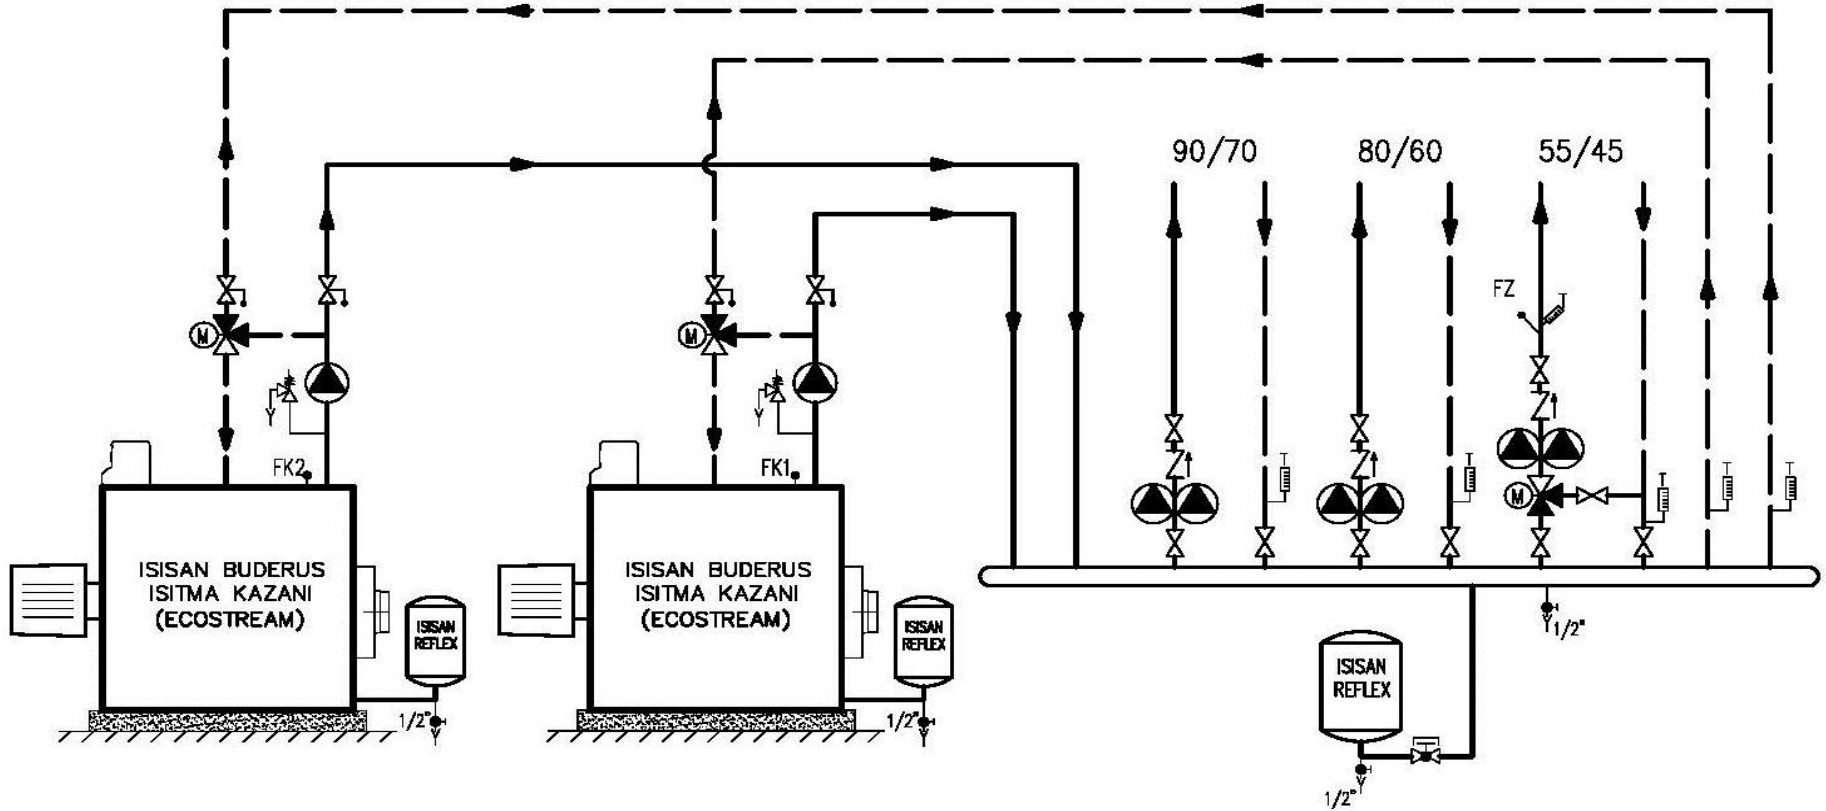 90/70
80/60
55/45
FZ
T
M
M
FK2
FK1
T
T
T
T
T
M
ISISAN BUDERUS
ISITMA KAZANI
(ECOSTREAM)
ISISAN
REFLEX
1/2"
ISISAN BUDERUS
ISITMA KAZANI
(ECOSTREAM)
ISISAN
REFLEX
1/2"
1/2"
ISISAN
REFLEX
1/2"